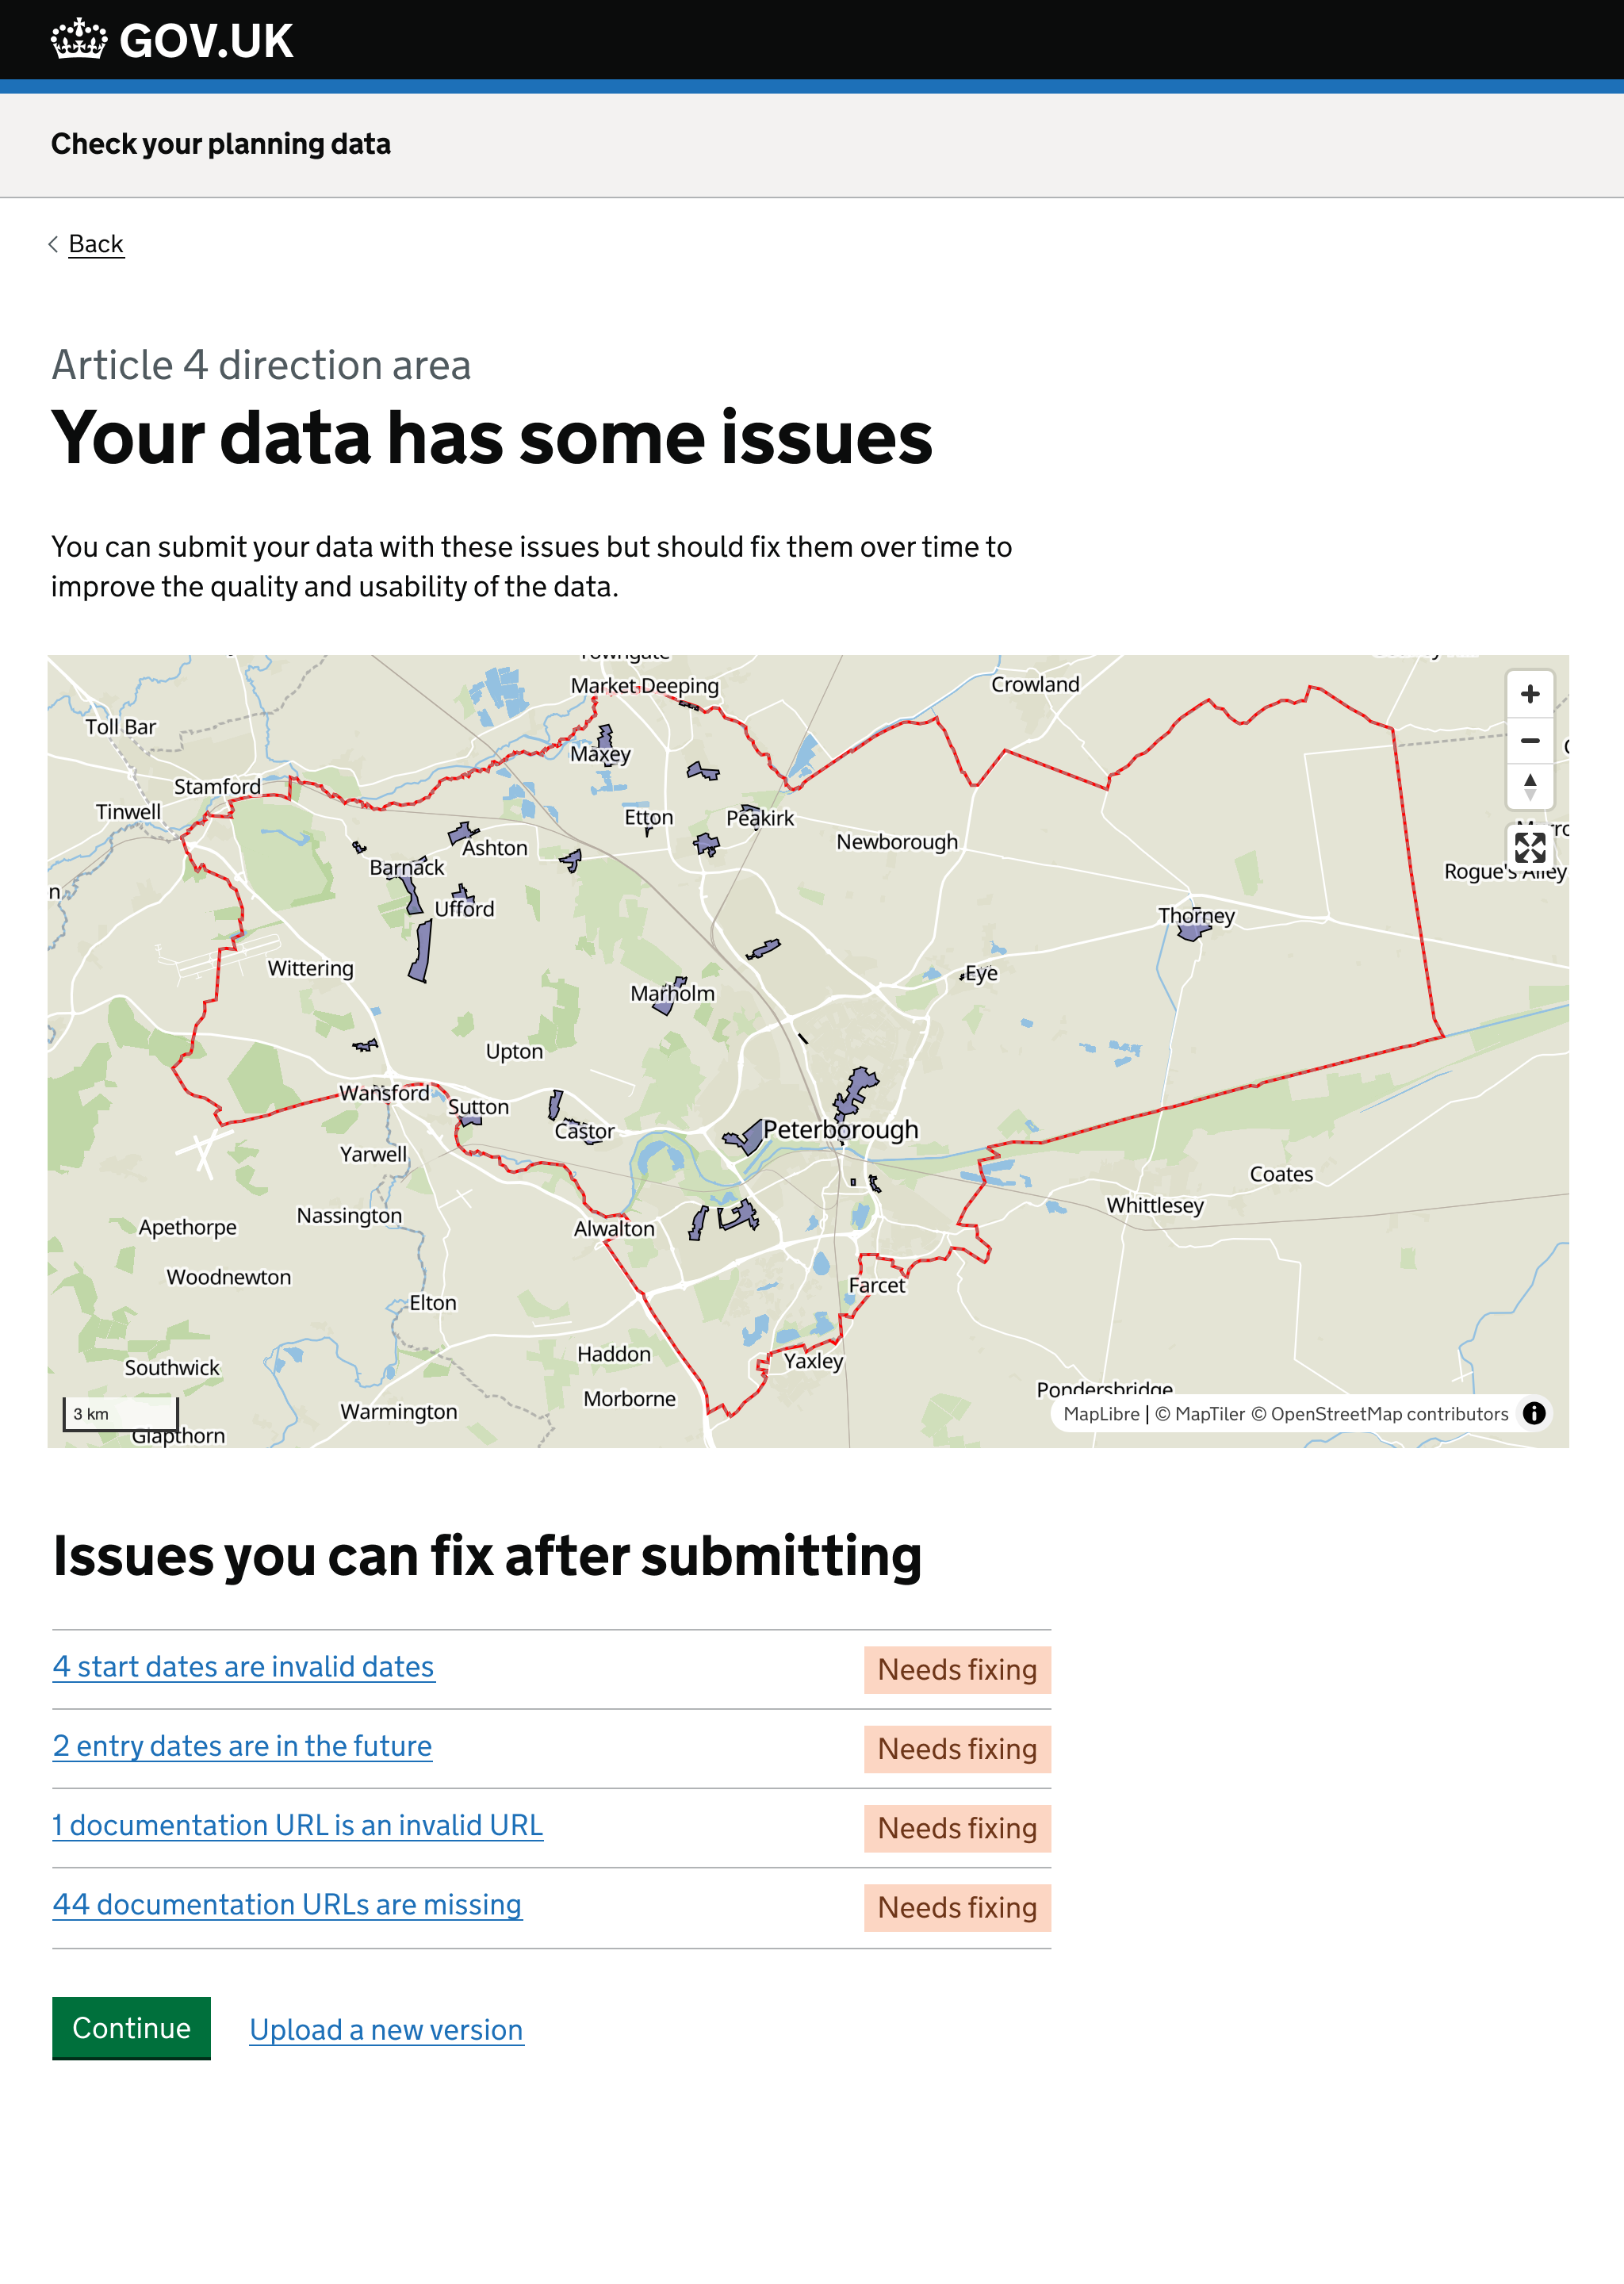 GOV.UK
Check your planning data
Back
Article 4 direction area
Your data has some issues
You can submit your data with these issues but should fix them over time to
improve the quality and usability of the data.
Market Deeping
Crowland
Toll Bar
Maxey
Stamford
Tinwell
Etton
Peakirk
Newborough
Ashton
Barnack
Rogue's Alley
Ufford
Thorney
Wittering
Eye
Marholm
Upton
Wansford
Sutton
Castor
Peterborough
Yarwell
Coates
Whittlesey
Nassington
Apethorpe
Alwalton
Woodnewton
Farcet
Elton
Haddon
Yaxley
Southwick
Pondersbridge
Morborne
Warmington
3 km
MapLibre | © MapTiler © OpenStreetMap contributors
Glapthorn
Issues you can fix after submitting
4 start dates are invalid dates
Needs fixing
2 entry dates are in the future
Needs fixing
1 documentation URL is an invalid URL
Needs fixing
44 documentation URLs are missing
Needs fixing
Continue
Upload a new version